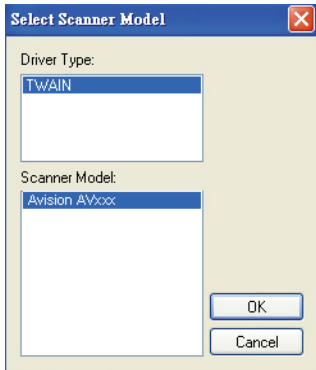 Select Scanner Model
Driver Type:
TWAIN
Scanner Model:
Avision AVxxx
OK
Cancel